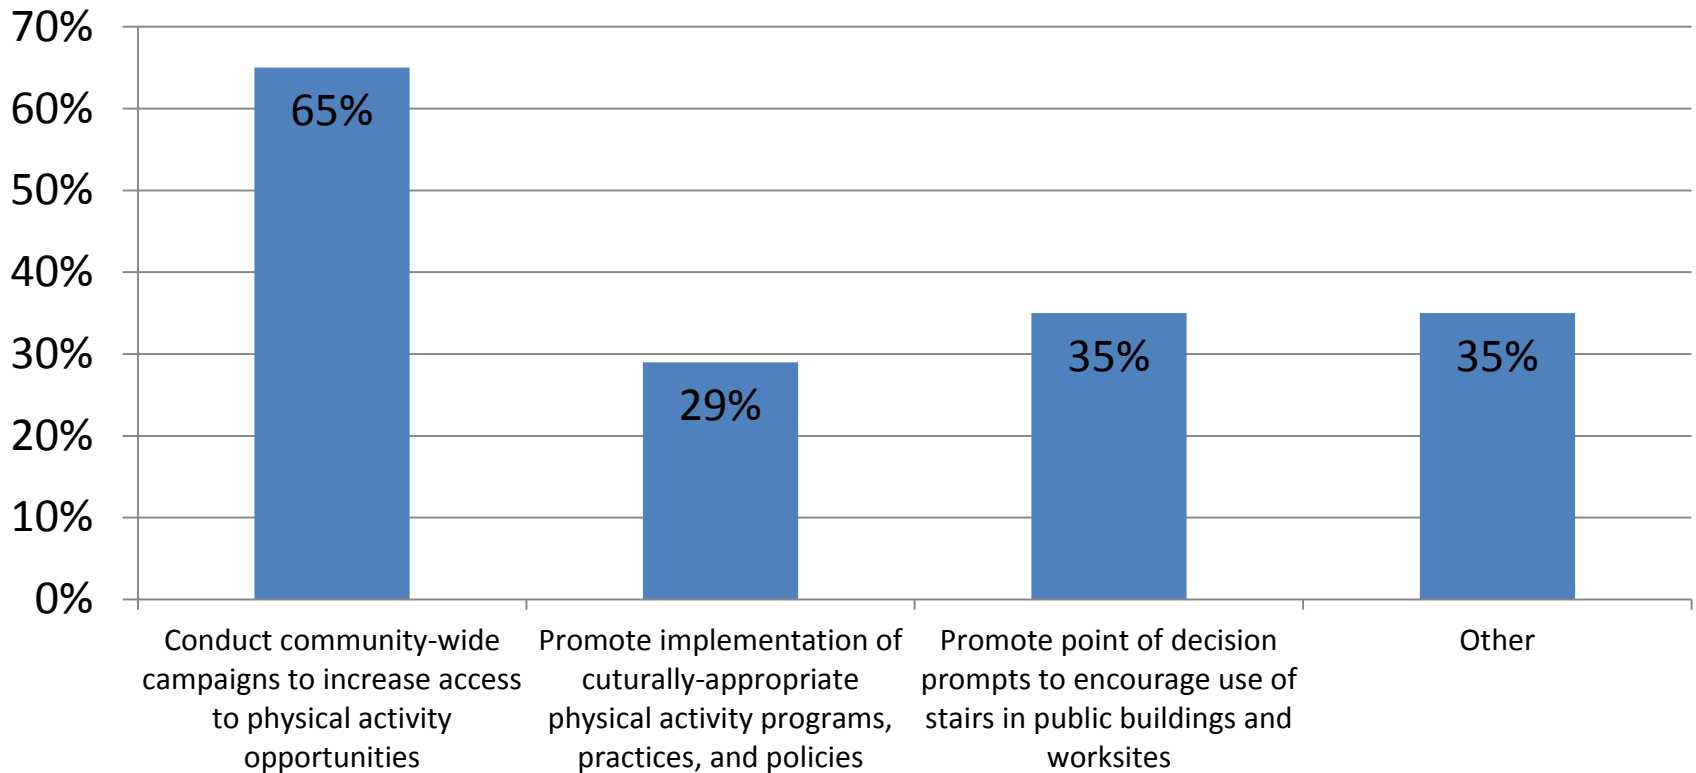 70%
60%
50%
40%
30%
20%
10%
0%
65%
29%
35%
35%
Conduct community-wide
campaigns to increase access
to physical activity
opportunities
Promote implementation of
cuturally-appropriate
physical activity programs,
practices, and policies
Promote point of decision
prompts to encourage use of
stairs in public buildings and
worksites
Other